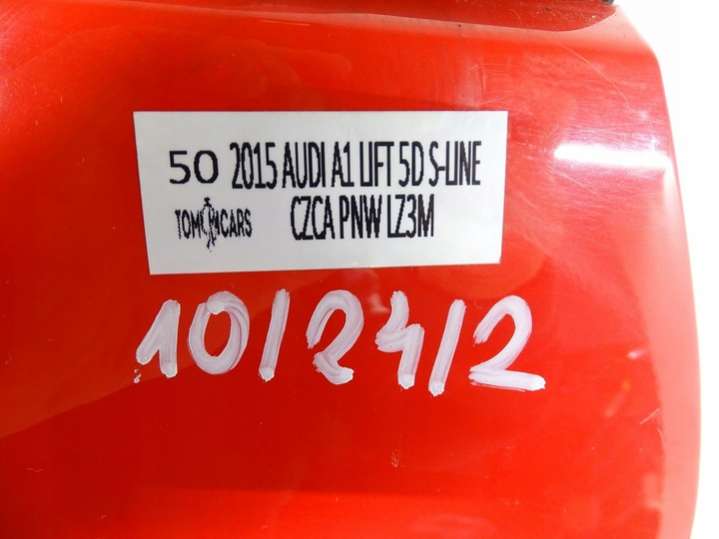 50 2015 AUDI A1 LIFT 5D S-LINE
TOM CARS CZCA PNW LZ3M
10/24/2